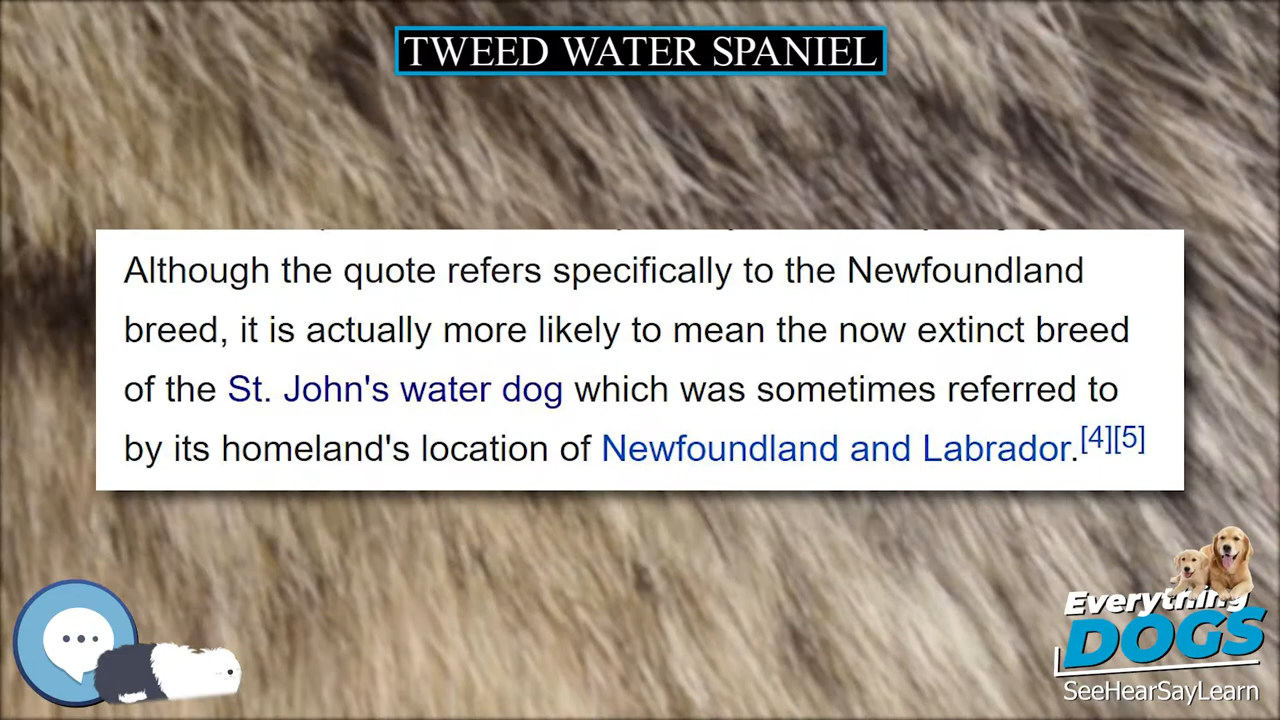 TWEED WATER SPANIEL
Although the quote refers specifically to the Newfoundland
breed, it is actually more likely to mean the now extinct breed
of the St. John's water dog which was sometimes referred to
by its homeland's location of Newfoundland and Labrador.[4][5]
Everything
DOGS
SeeHearSayLearn